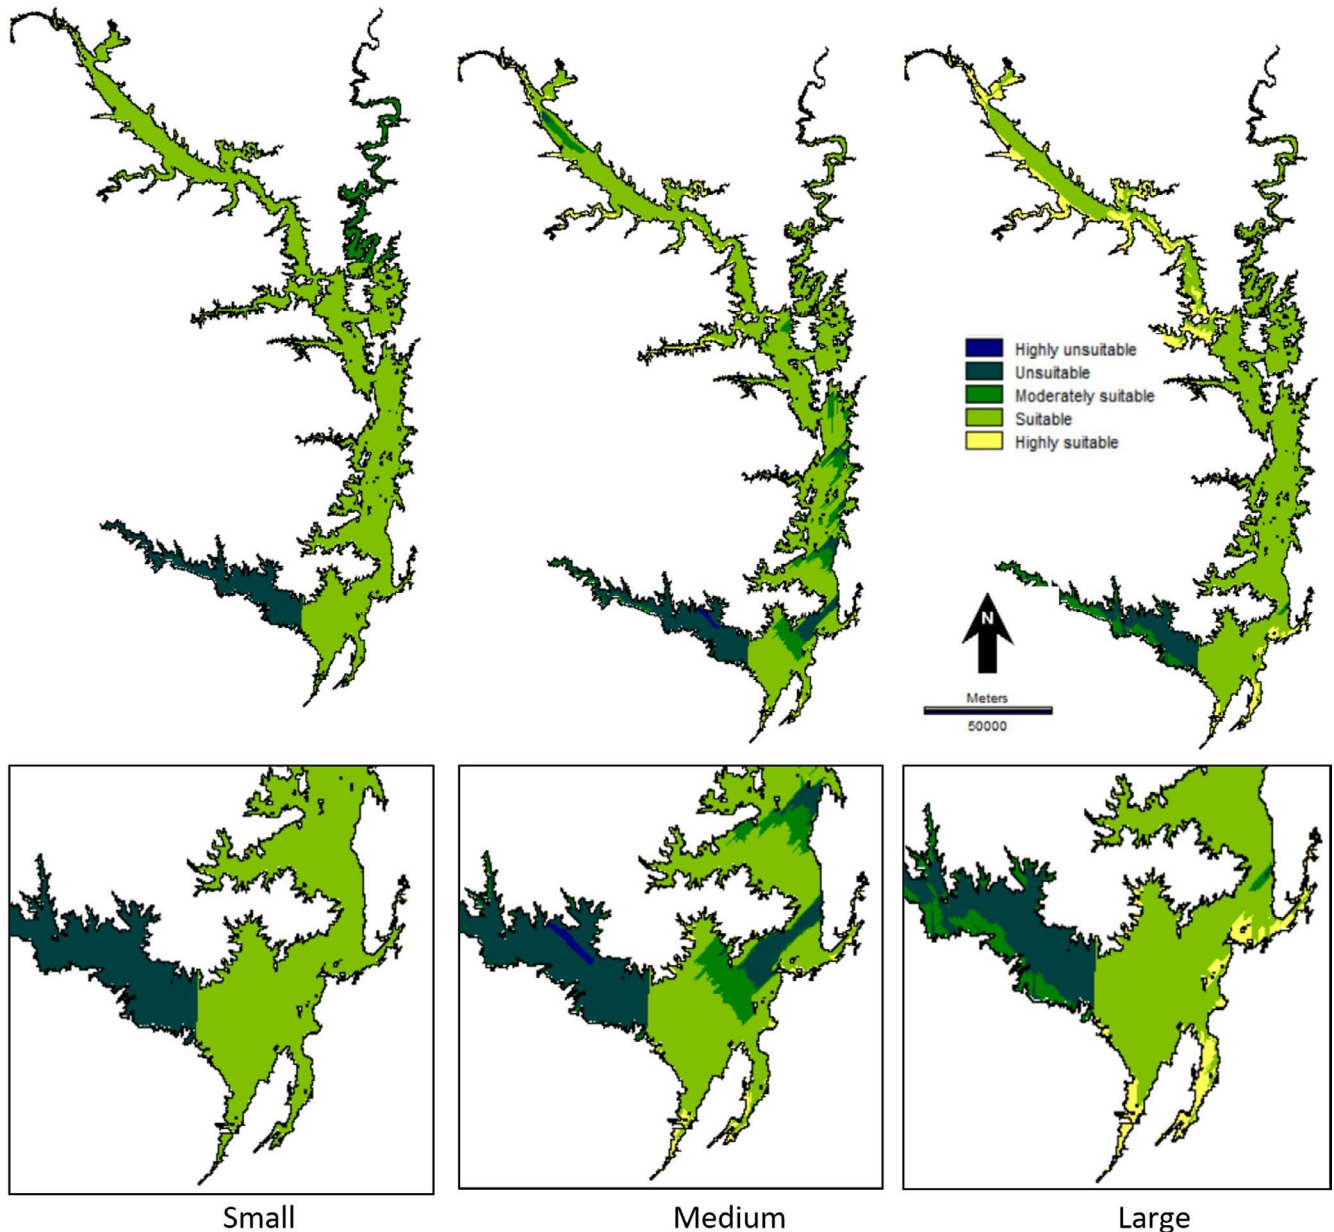 Highly unsuitable
Unsuitable
Moderately suitable
Suitable
Highly suitable
N
Meters
50000
Small
Medium
Large